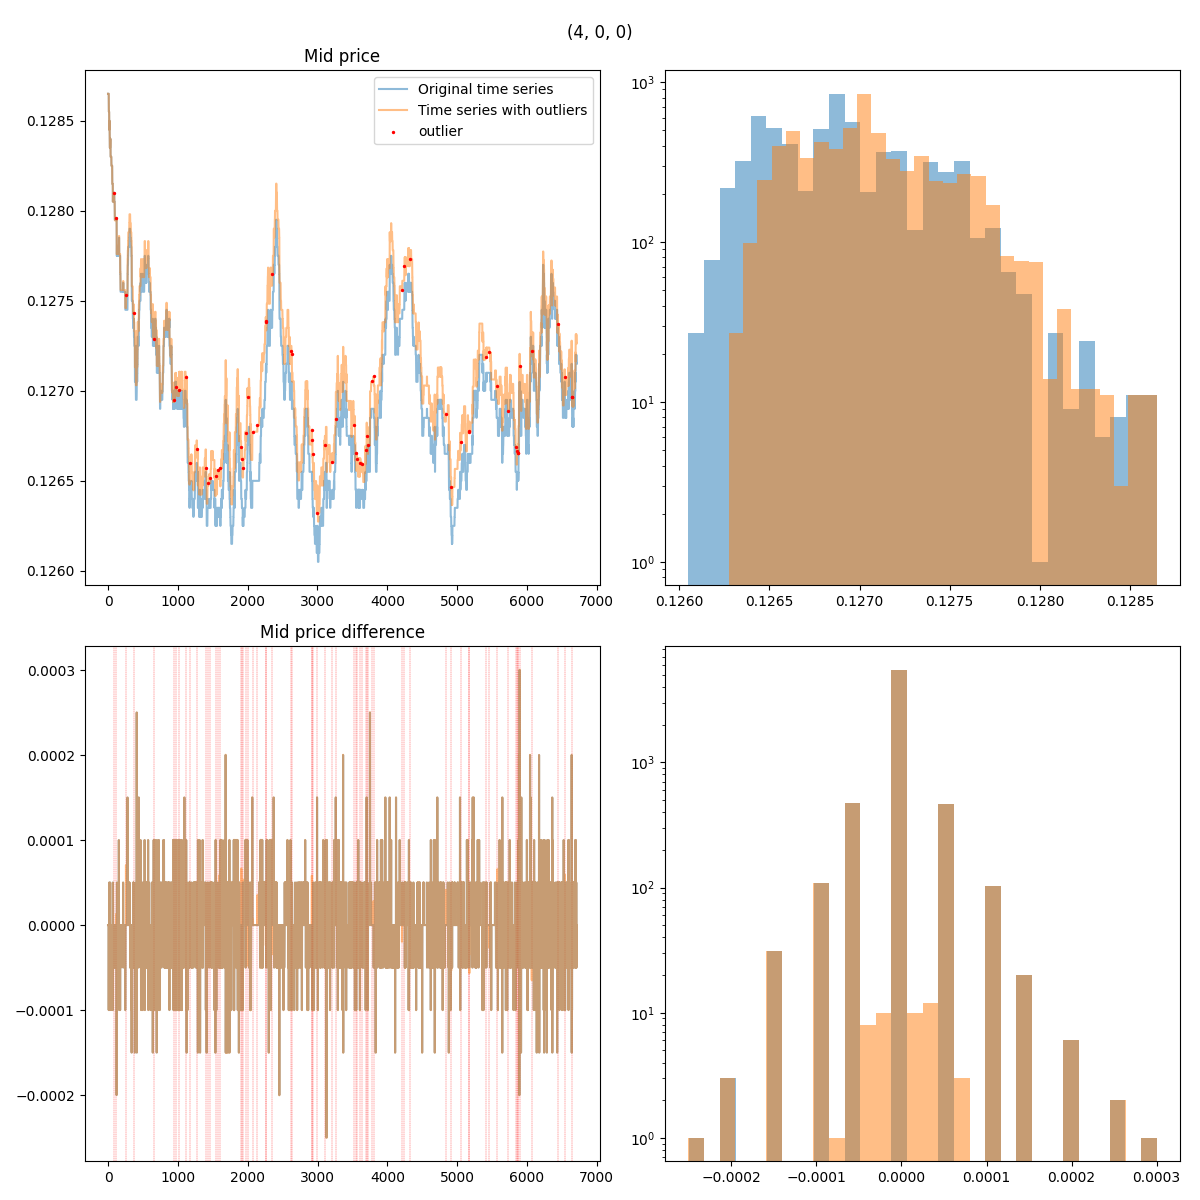 (4, 0, 0)
Mid price
Original time series
Time series with outliers
outlier
0.1285
0.1280
0.1275
0.1270
0.1265
0.1260
0 1000 2000 3000 4000 5000 6000 7000
10³
10²
10¹
10⁰
0.1260 0.1265 0.1270 0.1275 0.1280 0.1285
Mid price difference
0.0003
0.0002
0.0001
0.0000
−0.0001
−0.0002
0 1000 2000 3000 4000 5000 6000 7000
10³
10²
10¹
10⁰
−0.0002 −0.0001 0.0000 0.0001 0.0002 0.0003